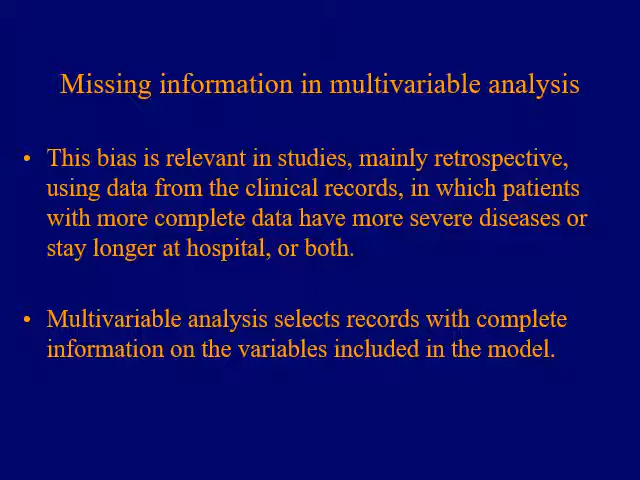 Missing information in multivariable analysis
• This bias is relevant in studies, mainly retrospective,
using data from the clinical records, in which patients
with more complete data have more severe diseases or
stay longer at hospital, or both.
• Multivariable analysis selects records with complete
information on the variables included in the model.